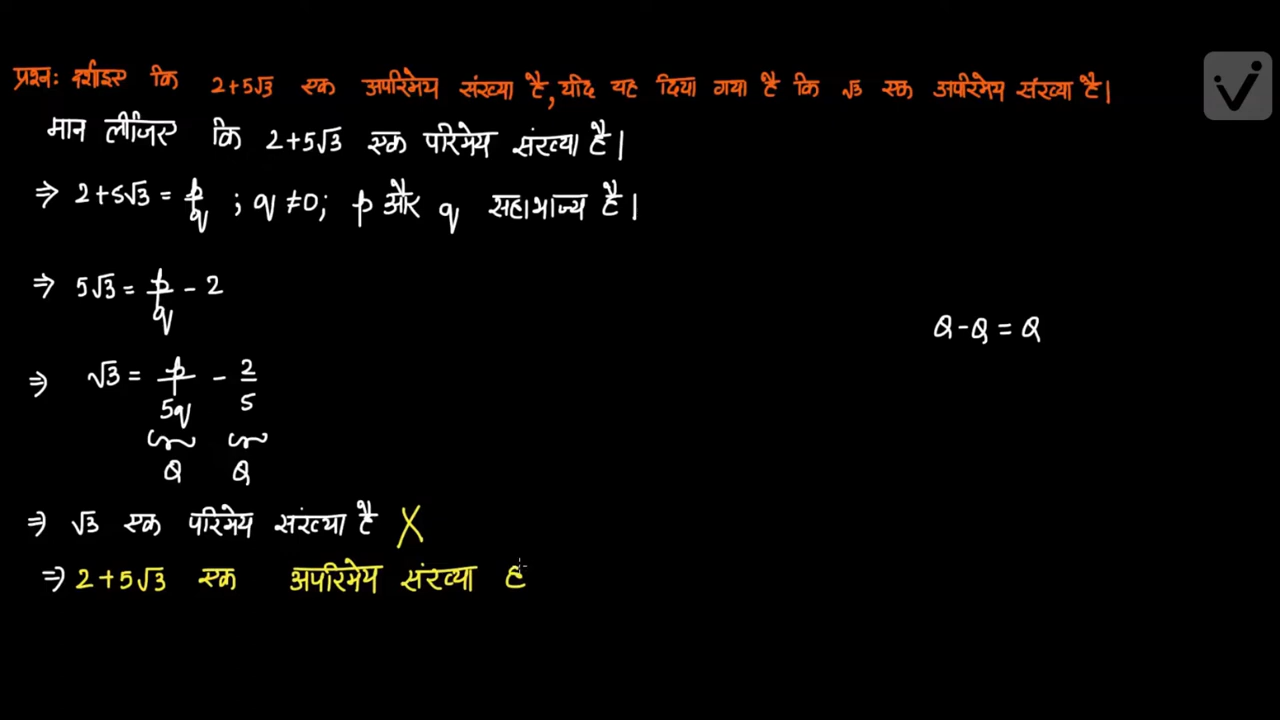 प्रश्न: दर्शाइए कि 2+5√3 एक अपरिमेय संख्या है, यदि यह दिया गया है कि √3 एक अपरिमेय संख्या है।
मान लीजिए कि 2+5√3 एक परिमेय संख्या है।
⇒ 2+5√3 = p/q ; q ≠0; p और q सहाभाज्य है।
⇒ 5√3 = p/q - 2
Q-Q = Q
⇒ √3 = p/5q - 2/5
Q Q
⇒ √3 एक परिमेय संख्या है X
⇒ 2+5√3 एक अपरिमेय संख्या ह